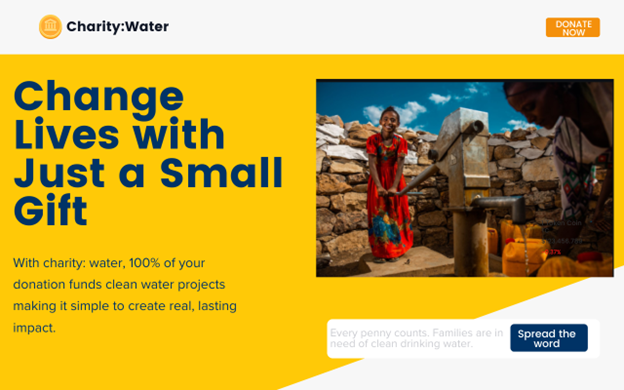 Charity:Water
DONATE
NOW
Change
Lives with
Just a Small
Gift
With charity: water, 100% of your
donation funds clean water projects
making it simple to create real, lasting
impact.
Every penny counts. Families are in
need of clean drinking water.
Spread the
word